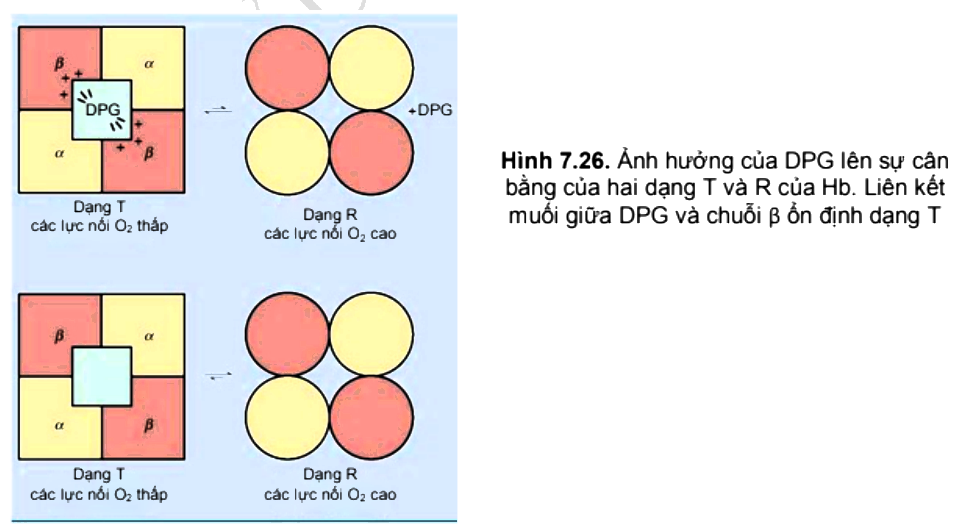 β
α
DPG
α
β
+DPG
Dạng T
các lực nối O₂ thấp
Dạng R
các lực nối O₂ cao
Hình 7.26. Ảnh hưởng của DPG lên sự cân
bằng của hai dạng T và R của Hb. Liên kết
muối giữa DPG và chuỗi β ổn định dạng T
β
α
α
β
Dạng T
các lực nối O₂ thấp
Dạng R
các lực nối O₂ cao